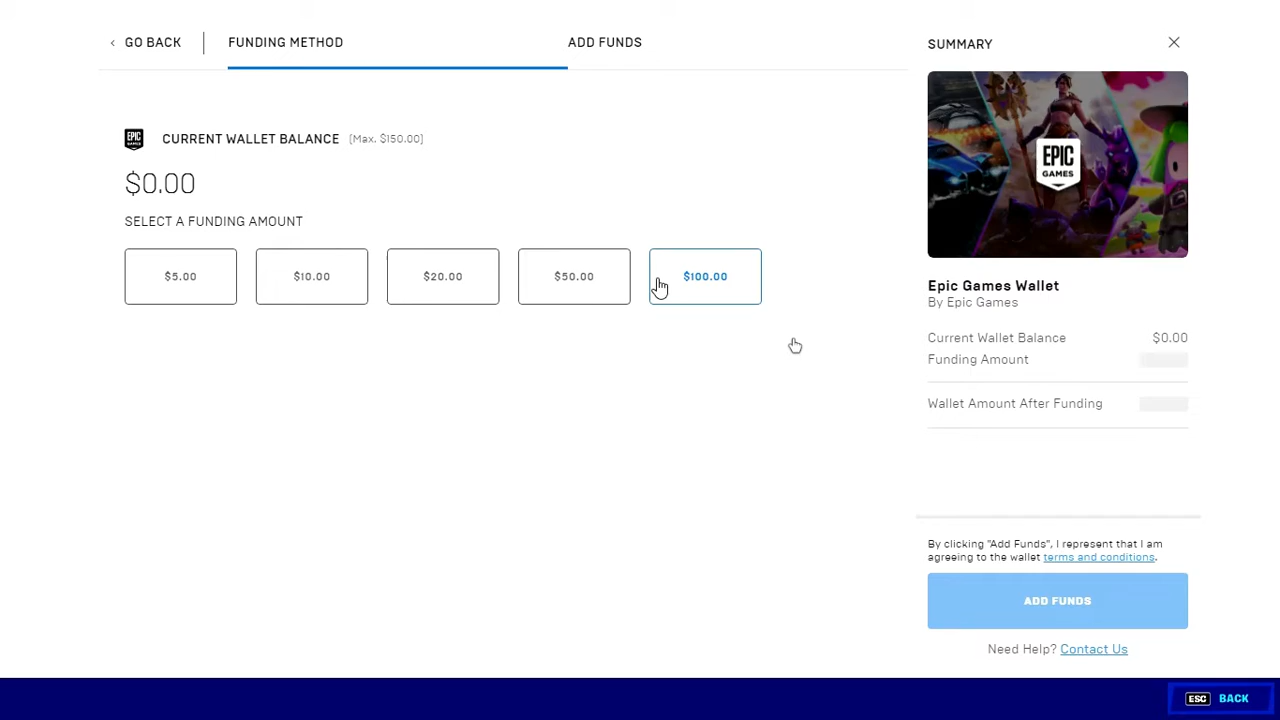 GO BACK
FUNDING METHOD
ADD FUNDS
SUMMARY
EPIC GAMES
CURRENT WALLET BALANCE [Max. $150.00]
$0.00
SELECT A FUNDING AMOUNT
$5.00
$10.00
$20.00
$50.00
$100.00
EPIC
GAMES
Epic Games Wallet
By Epic Games
Current Wallet Balance $0.00
Funding Amount
Wallet Amount After Funding
By clicking "Add Funds", I represent that I am
agreeing to the wallet terms and conditions.
ADD FUNDS
Need Help? Contact Us
ESC BACK